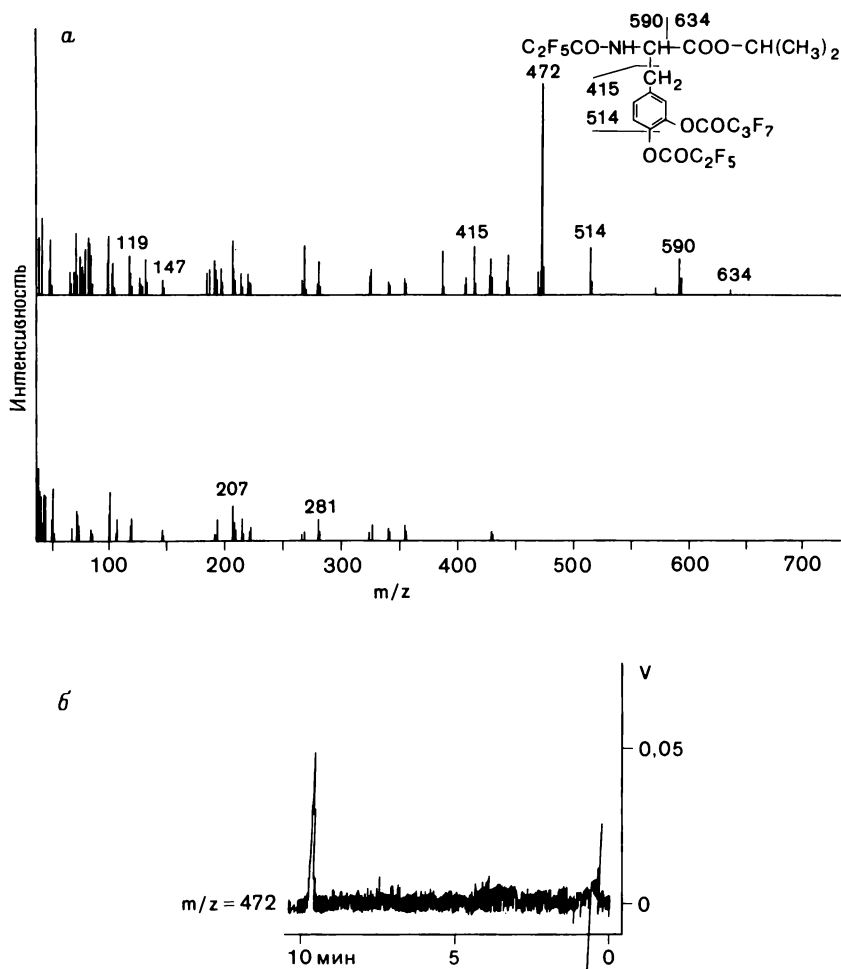 а
590 634
C₂F₅CO-NH-CH-COO-CH(CH₃)₂
472
415
CH₂
514
OCOC₃F₇
OCOC₂F₅
Интенсивность
119
147
415
514
590
634
207
281
100 200 300 400 500 600 700
m/z
б
V
0,05
m/z = 472
0
10 мин 5 0